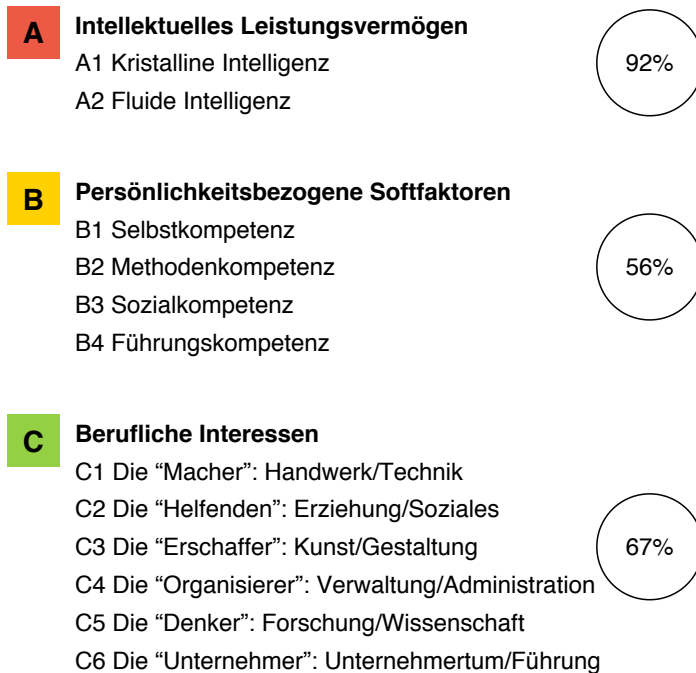 A
Intellektuelles Leistungsvermögen
A1 Kristalline Intelligenz
A2 Fluide Intelligenz
92%
B
Persönlichkeitsbezogene Softfaktoren
B1 Selbstkompetenz
B2 Methodenkompetenz
B3 Sozialkompetenz
B4 Führungskompetenz
56%
C
Berufliche Interessen
C1 Die “Macher”: Handwerk/Technik
C2 Die “Helfenden”: Erziehung/Soziales
C3 Die “Erschaffer”: Kunst/Gestaltung
C4 Die “Organisierer”: Verwaltung/Administration
C5 Die “Denker”: Forschung/Wissenschaft
C6 Die “Unternehmer”: Unternehmertum/Führung
67%